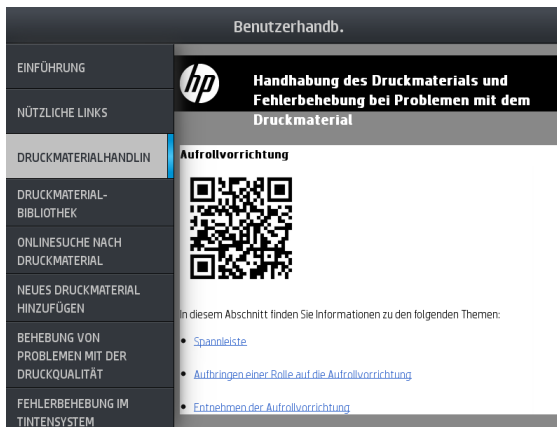 Benutzerhandb.
EINFÜHRUNG
NÜTZLICHE LINKS
DRUCKMATERIALHANDLIN
DRUCKMATERIAL-
BIBLIOTHEK
ONLINESUCHE NACH
DRUCKMATERIAL
NEUES DRUCKMATERIAL
HINZUFÜGEN
BEHEBUNG VON
PROBLEMEN MIT DER
DRUCKQUALITÄT
FEHLERBEHEBUNG IM
TINTENSYSTEM
hp
Handhabung des Druckmaterials und
Fehlerbehebung bei Problemen mit dem
Druckmaterial
Aufrollvorrichtung
In diesem Abschnitt finden Sie Informationen zu den folgenden Themen:
• Spannleiste
• Aufbringen einer Rolle auf die Aufrollvorrichtung
• Entnehmen der Aufrollvorrichtung